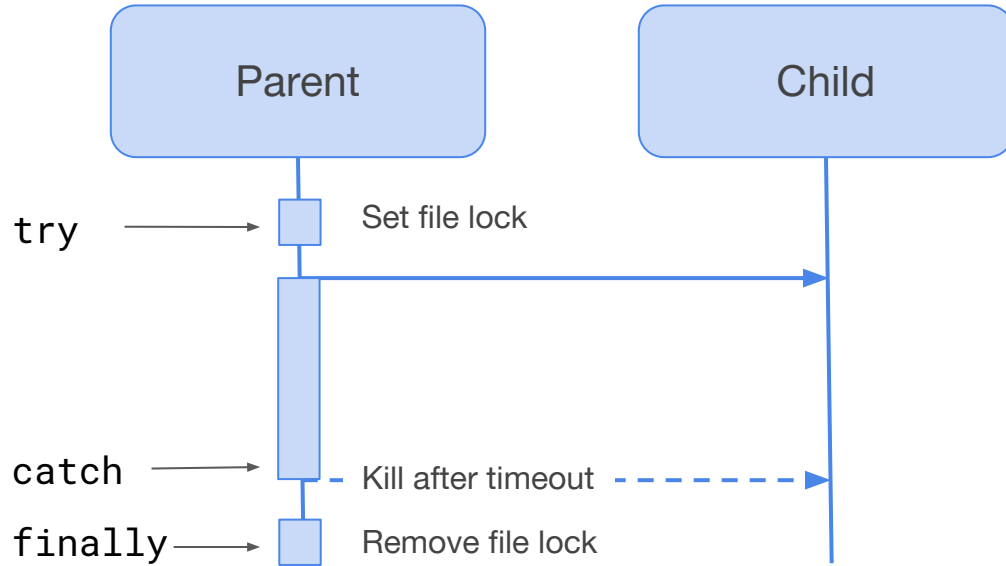 Parent
Child
try
Set file lock
catch
Kill after timeout
finally
Remove file lock